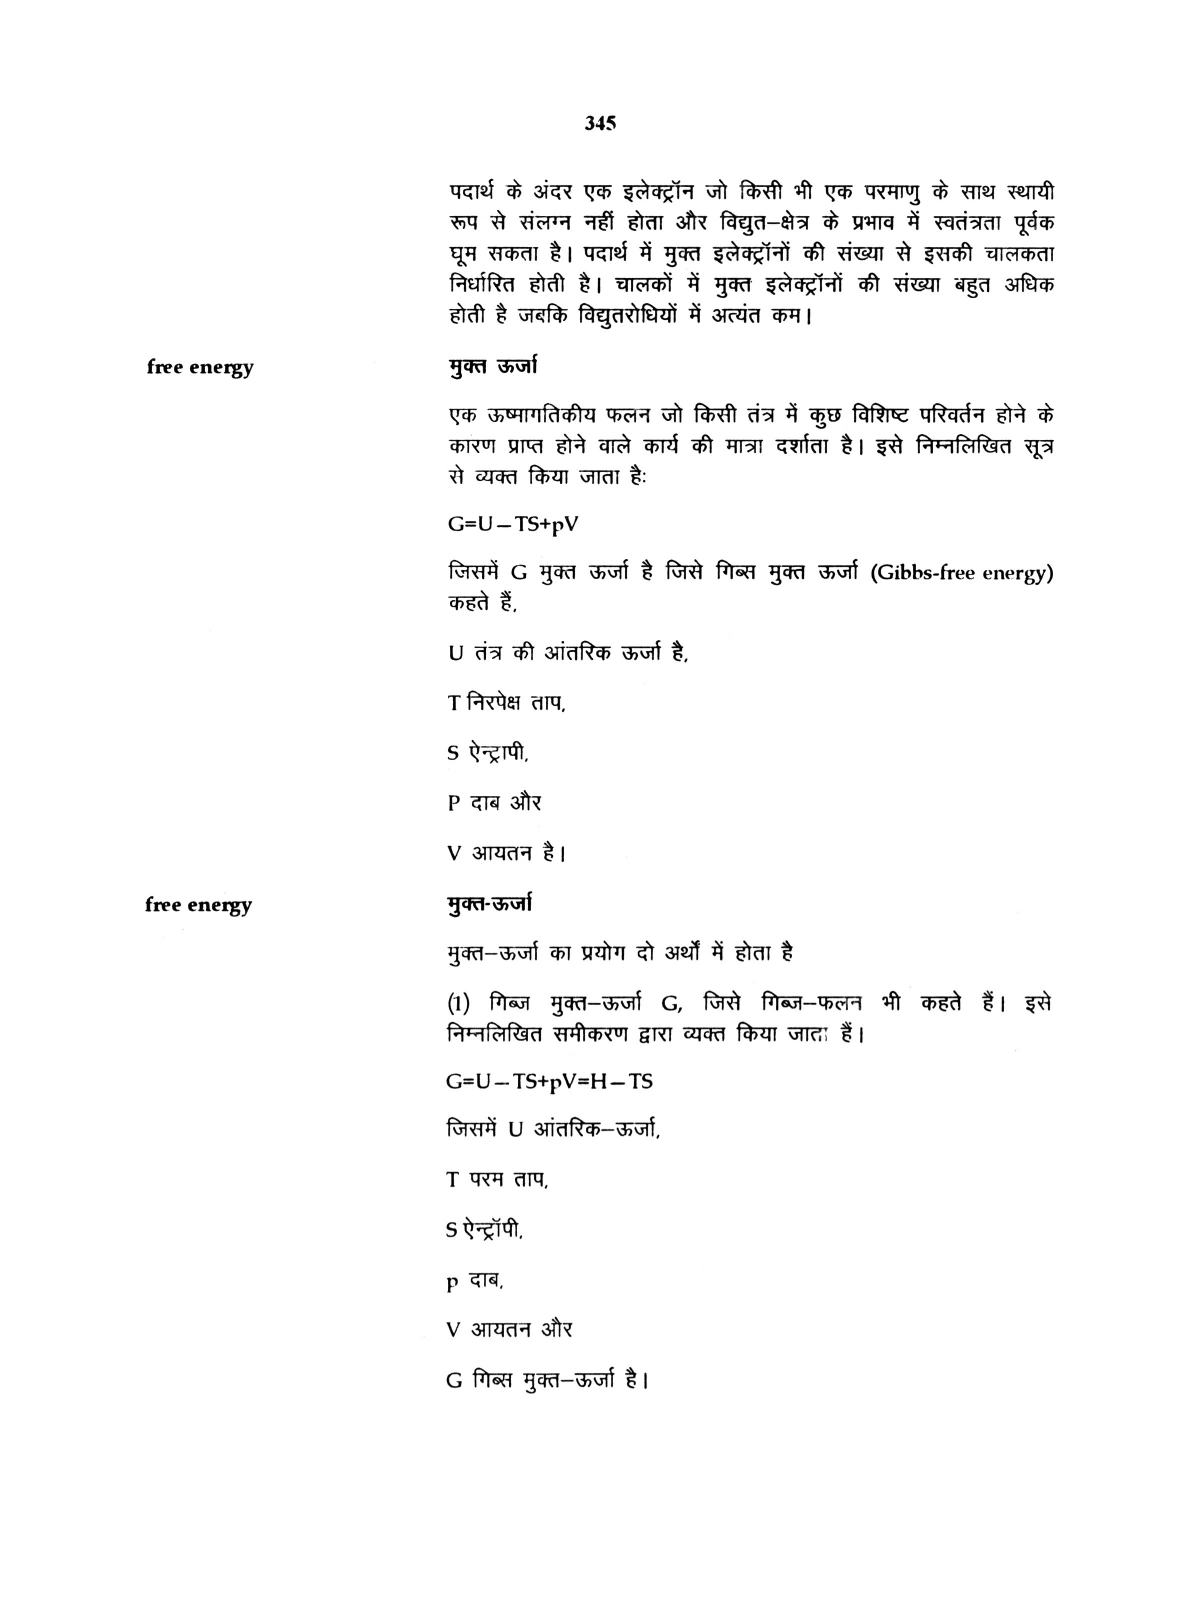 345
पदार्थ के अंदर एक इलेक्ट्रॉन जो किसी भी एक परमाणु के साथ स्थायी
रूप से संलग्न नहीं होता और विद्युत–क्षेत्र के प्रभाव में स्वतंत्रता पूर्वक
घूम सकता है। पदार्थ में मुक्त इलेक्ट्रॉनों की संख्या से इसकी चालकता
निर्धारित होती है। चालकों में मुक्त इलेक्ट्रॉनों की संख्या बहुत अधिक
होती है जबकि विद्युतरोधियों में अत्यंत कम।
free energy मुक्त ऊर्जा
एक ऊष्मागतिकीय फलन जो किसी तंत्र में कुछ विशिष्ट परिवर्तन होने के
कारण प्राप्त होने वाले कार्य की मात्रा दर्शाता है। इसे निम्नलिखित सूत्र
से व्यक्त किया जाता है:
G=U–TS+pV
जिसमें G मुक्त ऊर्जा है जिसे गिब्स मुक्त ऊर्जा (Gibbs-free energy)
कहते हैं,
U तंत्र की आंतरिक ऊर्जा है,
T निरपेक्ष ताप,
S ऐन्ट्रापी,
P दाब और
V आयतन है।
free energy मुक्त-ऊर्जा
मुक्त–ऊर्जा का प्रयोग दो अर्थों में होता है
(1) गिब्ज मुक्त–ऊर्जा G, जिसे गिब्ज–फलन भी कहते हैं। इसे
निम्नलिखित समीकरण द्वारा व्यक्त किया जाता हैं।
G=U–TS+pV=H–TS
जिसमें U आंतरिक–ऊर्जा,
T परम ताप,
S ऐन्ट्रॉपी,
p दाब,
V आयतन और
G गिब्स मुक्त–ऊर्जा है।